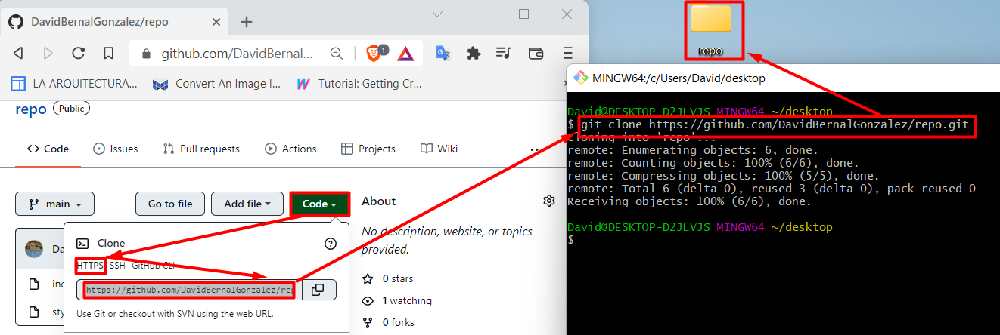 DavidBernalGonzalez/repo
github.com/DavidBernal...
1
LA ARQUITECTURA...
Convert An Image I...
Tutorial: Getting Cr...
repo
Public
Code
Issues
Pull requests
Actions
Projects
Wiki
...
main
Go to file
Add file
Code
About
No description, website, or topics
provided.
0 stars
1 watching
0 forks
Da
Clone
HTTPS
SSH
GitHub CLI
https://github.com/DavidBernalGonzalez/rep
Use Git or checkout with SVN using the web URL.
repo
MINGW64:/c/Users/David/desktop
David@DESKTOP-D2JLVJS MINGW64 ~/desktop
$ git clone https://github.com/DavidBernalGonzalez/repo.git
Cloning into 'repo'...
remote: Enumerating objects: 6, done.
remote: Counting objects: 100% (6/6), done.
remote: Compressing objects: 100% (5/5), done.
remote: Total 6 (delta 0), reused 3 (delta 0), pack-reused 0
Receiving objects: 100% (6/6), done.
David@DESKTOP-D2JLVJS MINGW64 ~/desktop
$